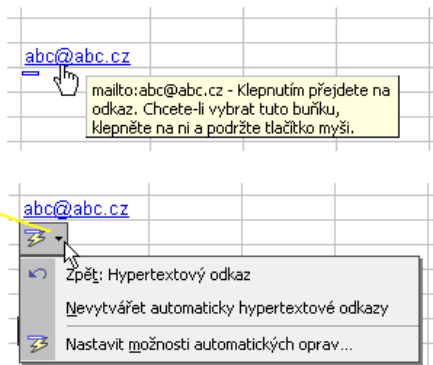 abc@abc.cz
mailto:abc@abc.cz - Klepnutím přejdete na
odkaz. Chcete-li vybrat tuto buňku,
klepněte na ni a podržte tlačítko myši.
abc@abc.cz
Zpět: Hypertextový odkaz
Nevytvářet automaticky hypertextové odkazy
Nastavit možnosti automatických oprav...